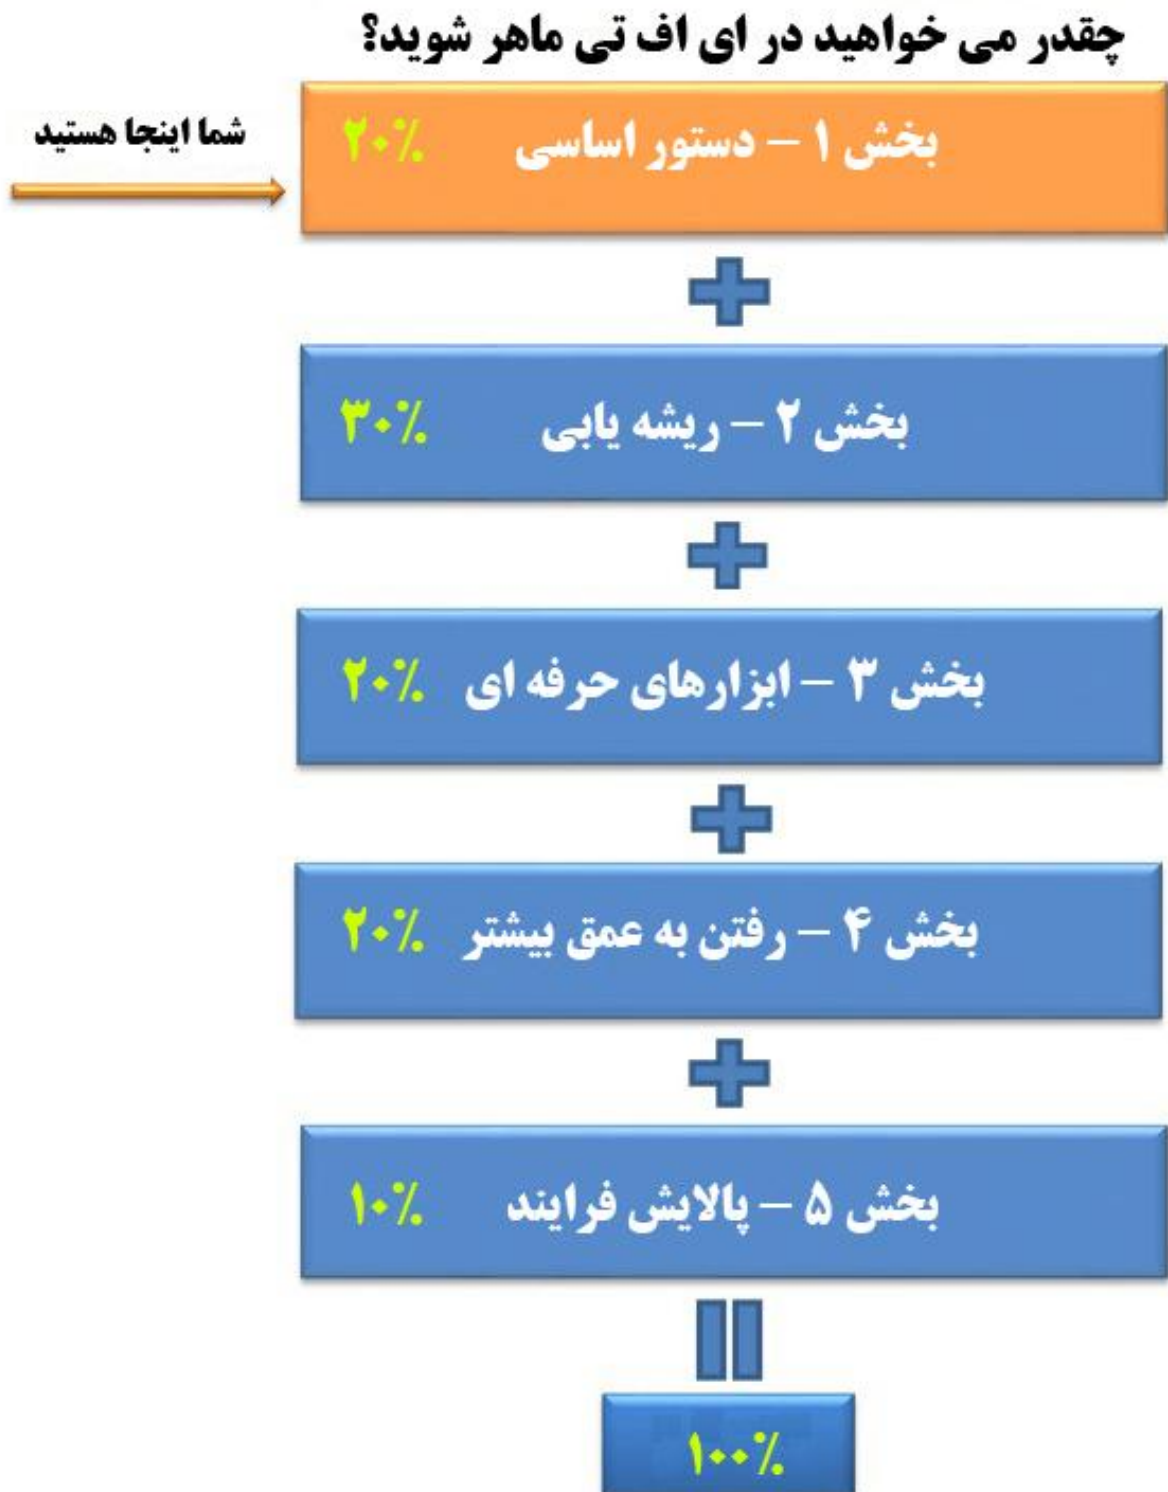 چقدر می خواهید در ای اف تی ماهر شوید؟
شما اینجا هستید
بخش ۱ – دستور اساسی ۲۰%
بخش ۲ – ریشه یابی ۳۰%
بخش ۳ – ابزارهای حرفه ای ۲۰%
بخش ۴ – رفتن به عمق بیشتر ۲۰%
بخش ۵ – پالایش فرایند ۱۰%
۱۰۰%